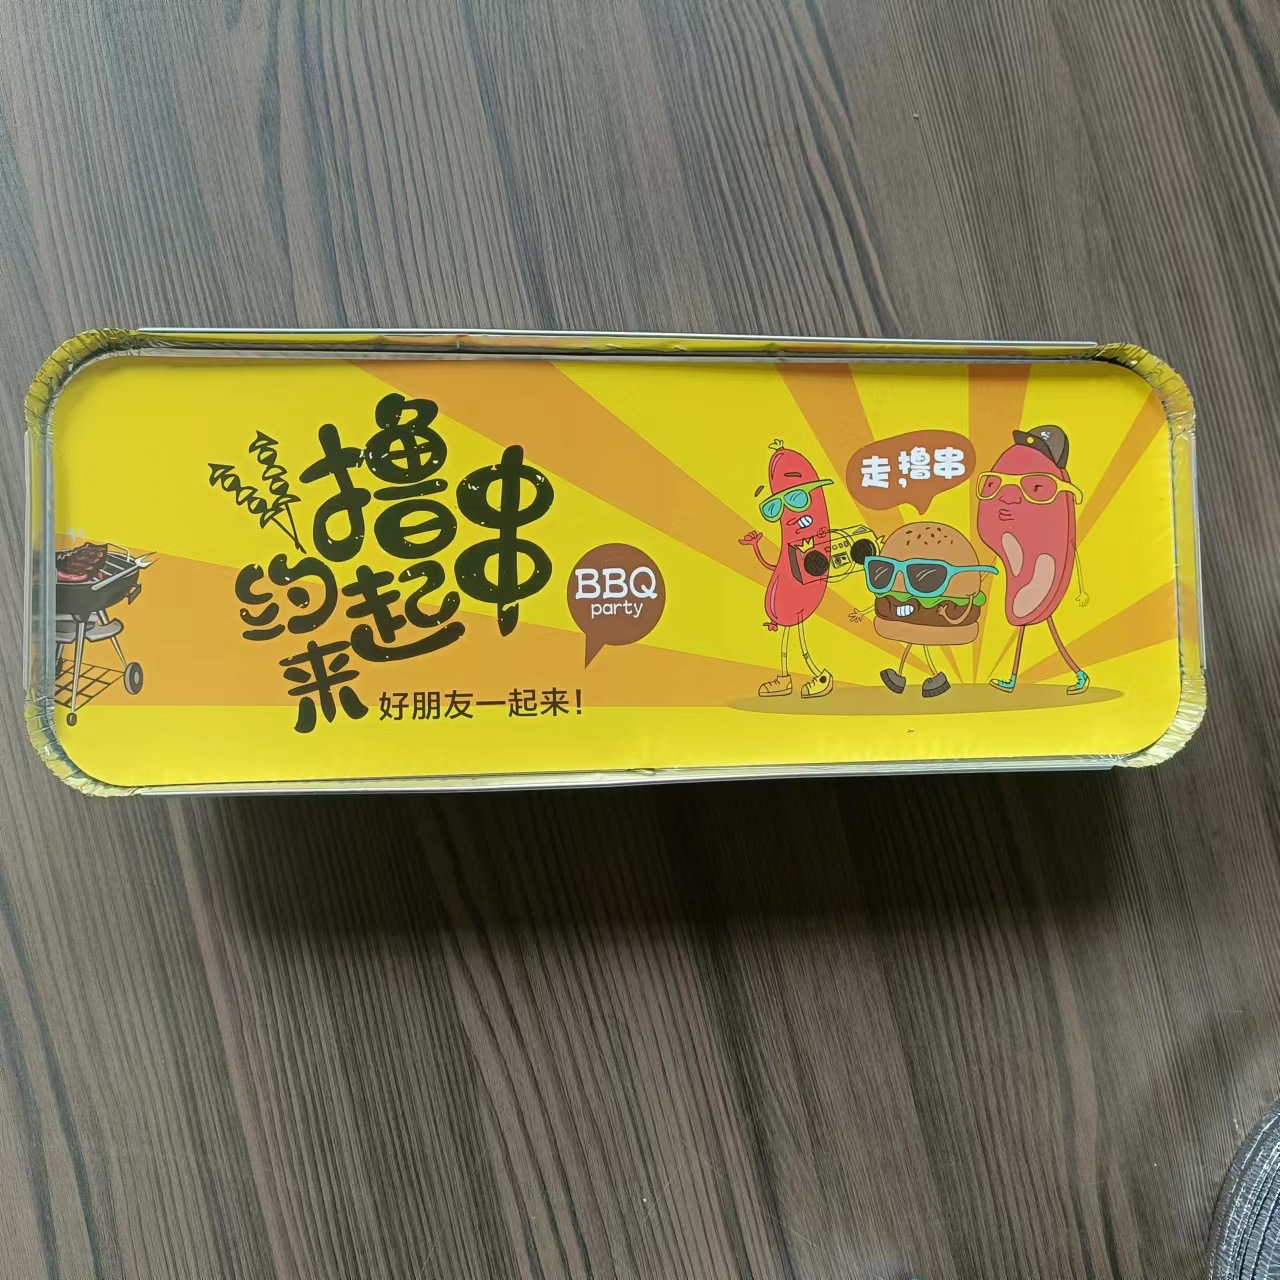 撸串
约起
来
好朋友一起来!
BBQ
party
走,撸串